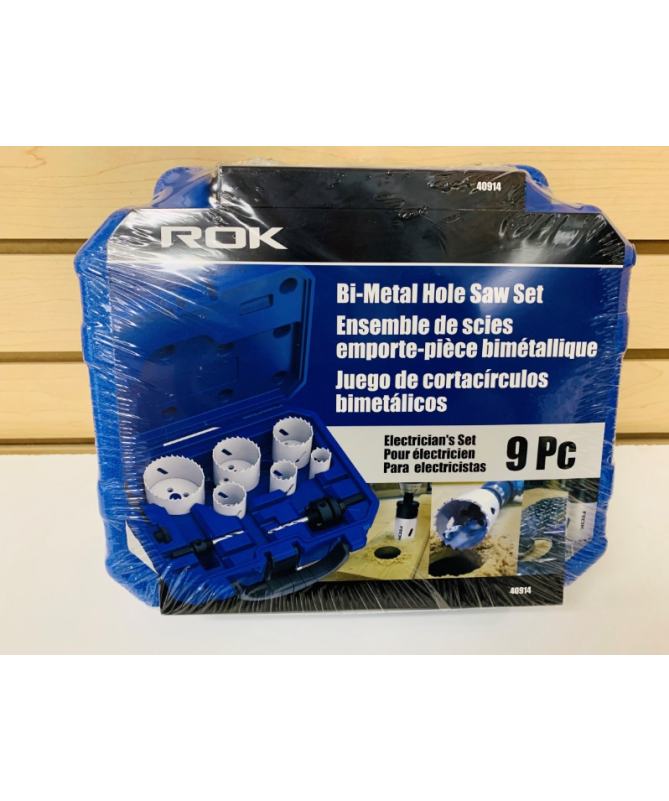 40914
ROK
Bi-Metal Hole Saw Set
Ensemble de scies
emporte-pièce bimétallique
Juego de cortacírculos
bimetálicos
Electrician's Set
Pour électricien
Para electricistas
9 Pc
40914